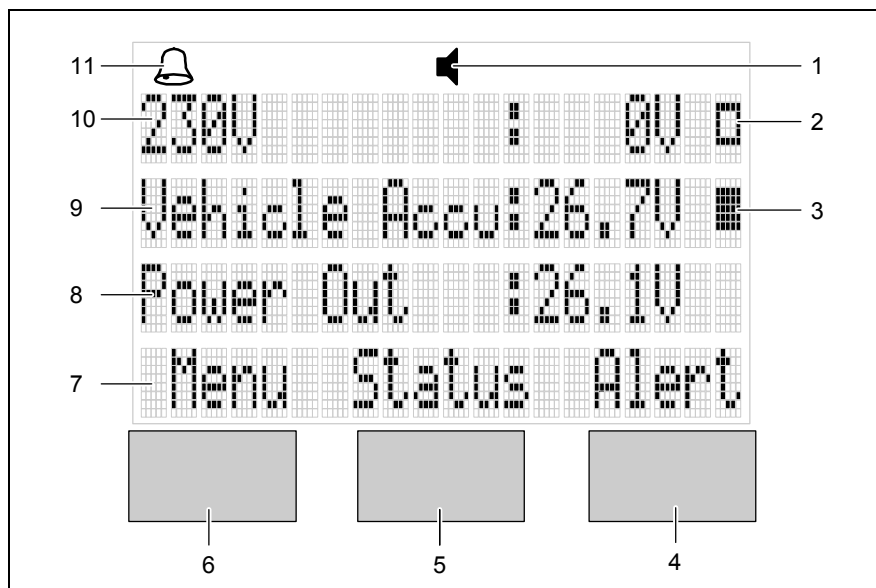 11 1
10 230V : 0V 2
9 Vehicle Accu:26.7V 3
8 Power Out :26.1V
7 Menu Status Alert
6 5 4